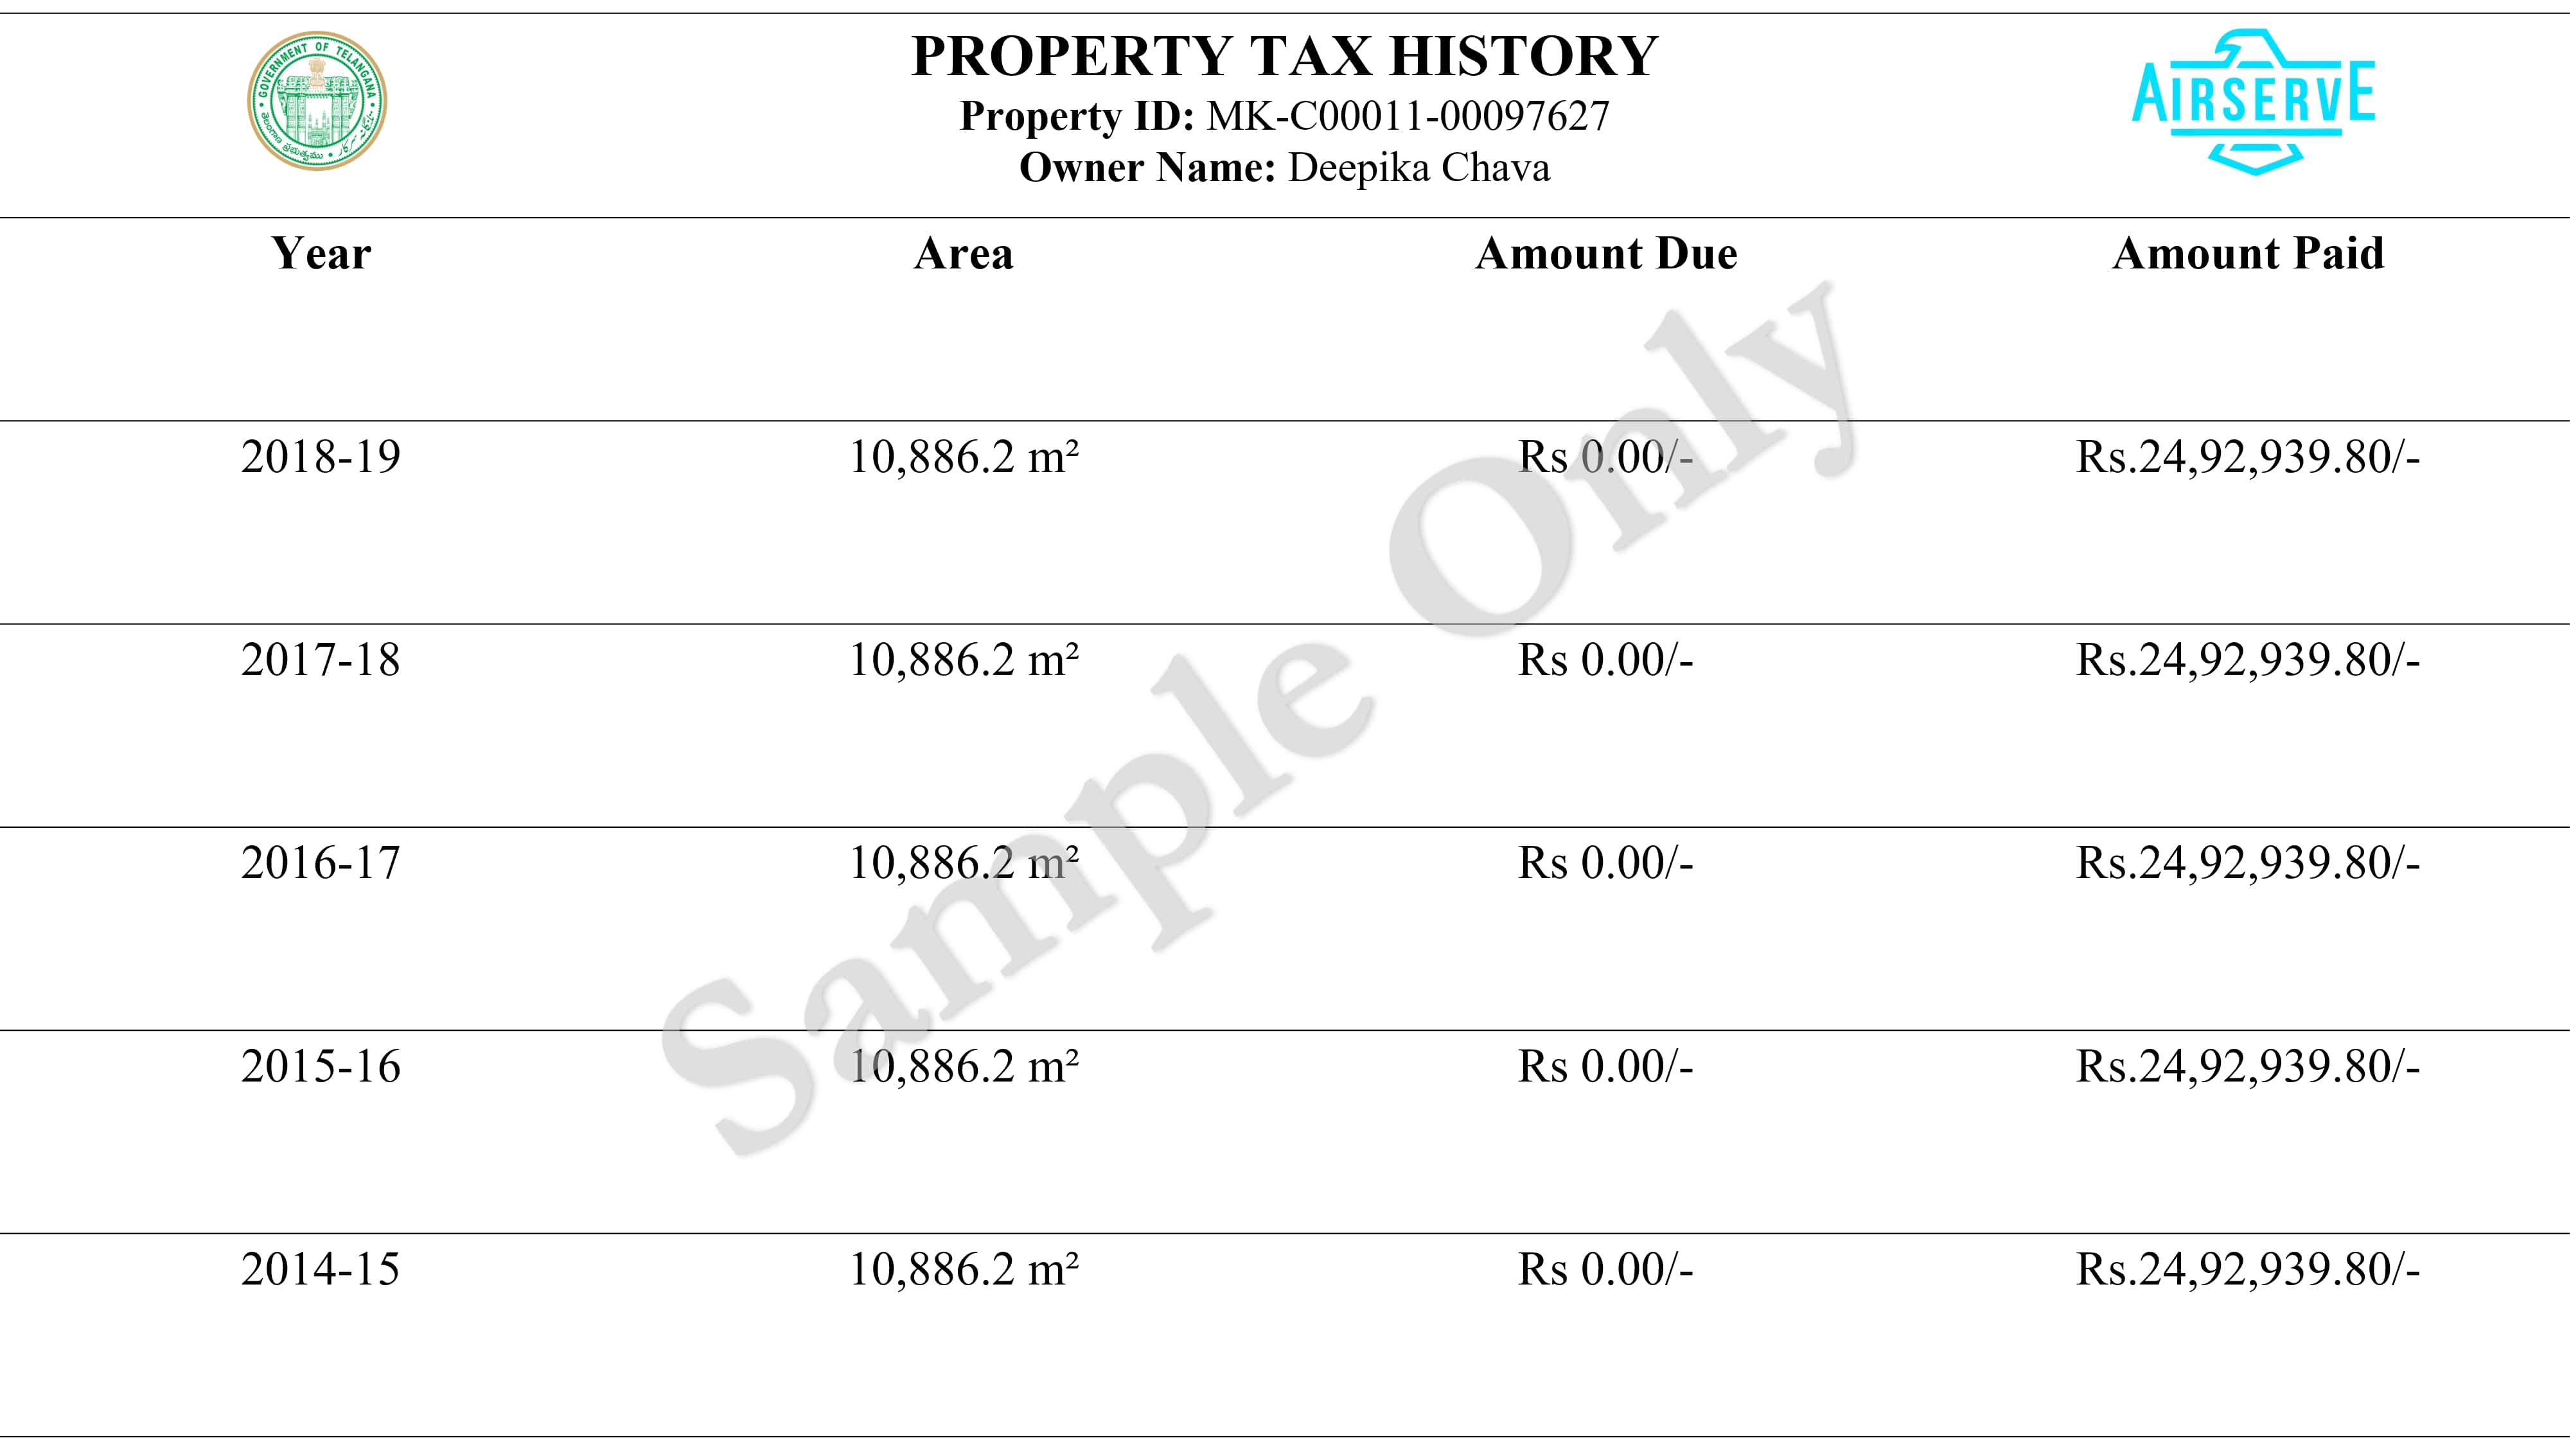 GOVERNMENT OF TELANGANA
తెలంగాణ ప్రభుత్వము
PROPERTY TAX HISTORY
Property ID: MK-C00011-00097627
Owner Name: Deepika Chava
AIRSERVE
Year Area Amount Due Amount Paid
2018-19 10,886.2 m² Rs 0.00/- Rs.24,92,939.80/-
2017-18 10,886.2 m² Rs 0.00/- Rs.24,92,939.80/-
2016-17 10,886.2 m² Rs 0.00/- Rs.24,92,939.80/-
2015-16 10,886.2 m² Rs 0.00/- Rs.24,92,939.80/-
2014-15 10,886.2 m² Rs 0.00/- Rs.24,92,939.80/-
Sample Only